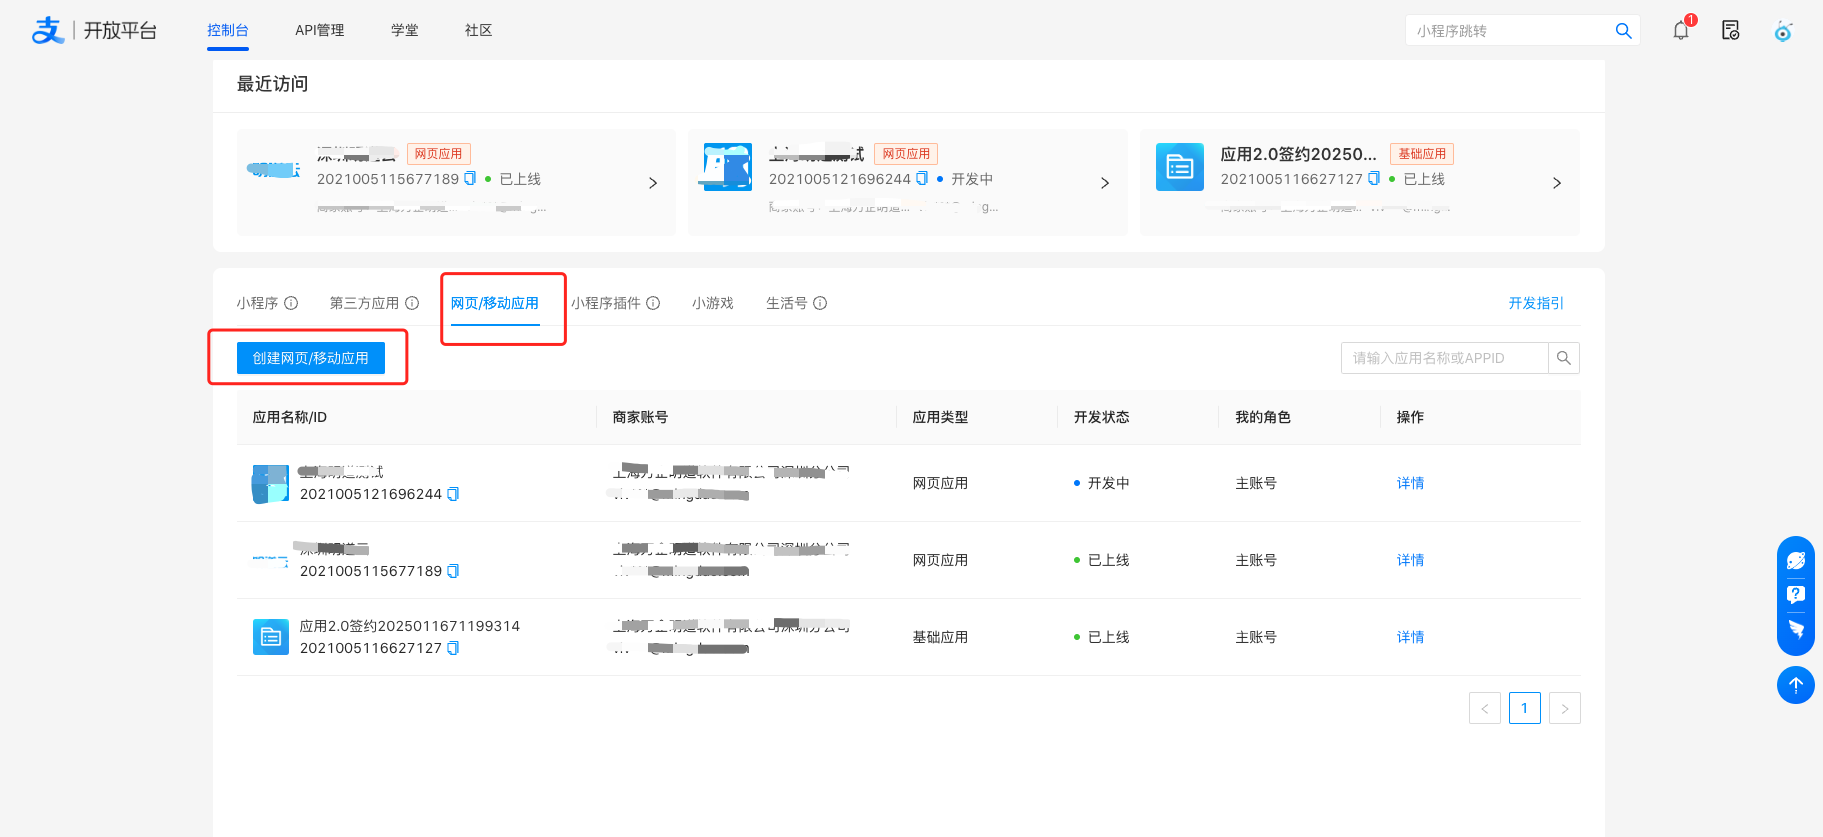 支 开放平台
控制台 API管理 学堂 社区
小程序跳转
1
最近访问
网页应用
2021005115677189 已上线
网页应用
2021005121696244 开发中
应用2.0签约20250... 基础应用
2021005116627127 已上线
小程序 第三方应用 网页/移动应用 小程序插件 小游戏 生活号
开发指引
创建网页/移动应用
请输入应用名称或APPID
应用名称/ID 商家账号 应用类型 开发状态 我的角色 操作
2021005121696244
网页应用 开发中 主账号 详情
2021005115677189
网页应用 已上线 主账号 详情
应用2.0签约2025011671199314
2021005116627127
基础应用 已上线 主账号 详情
< 1 >